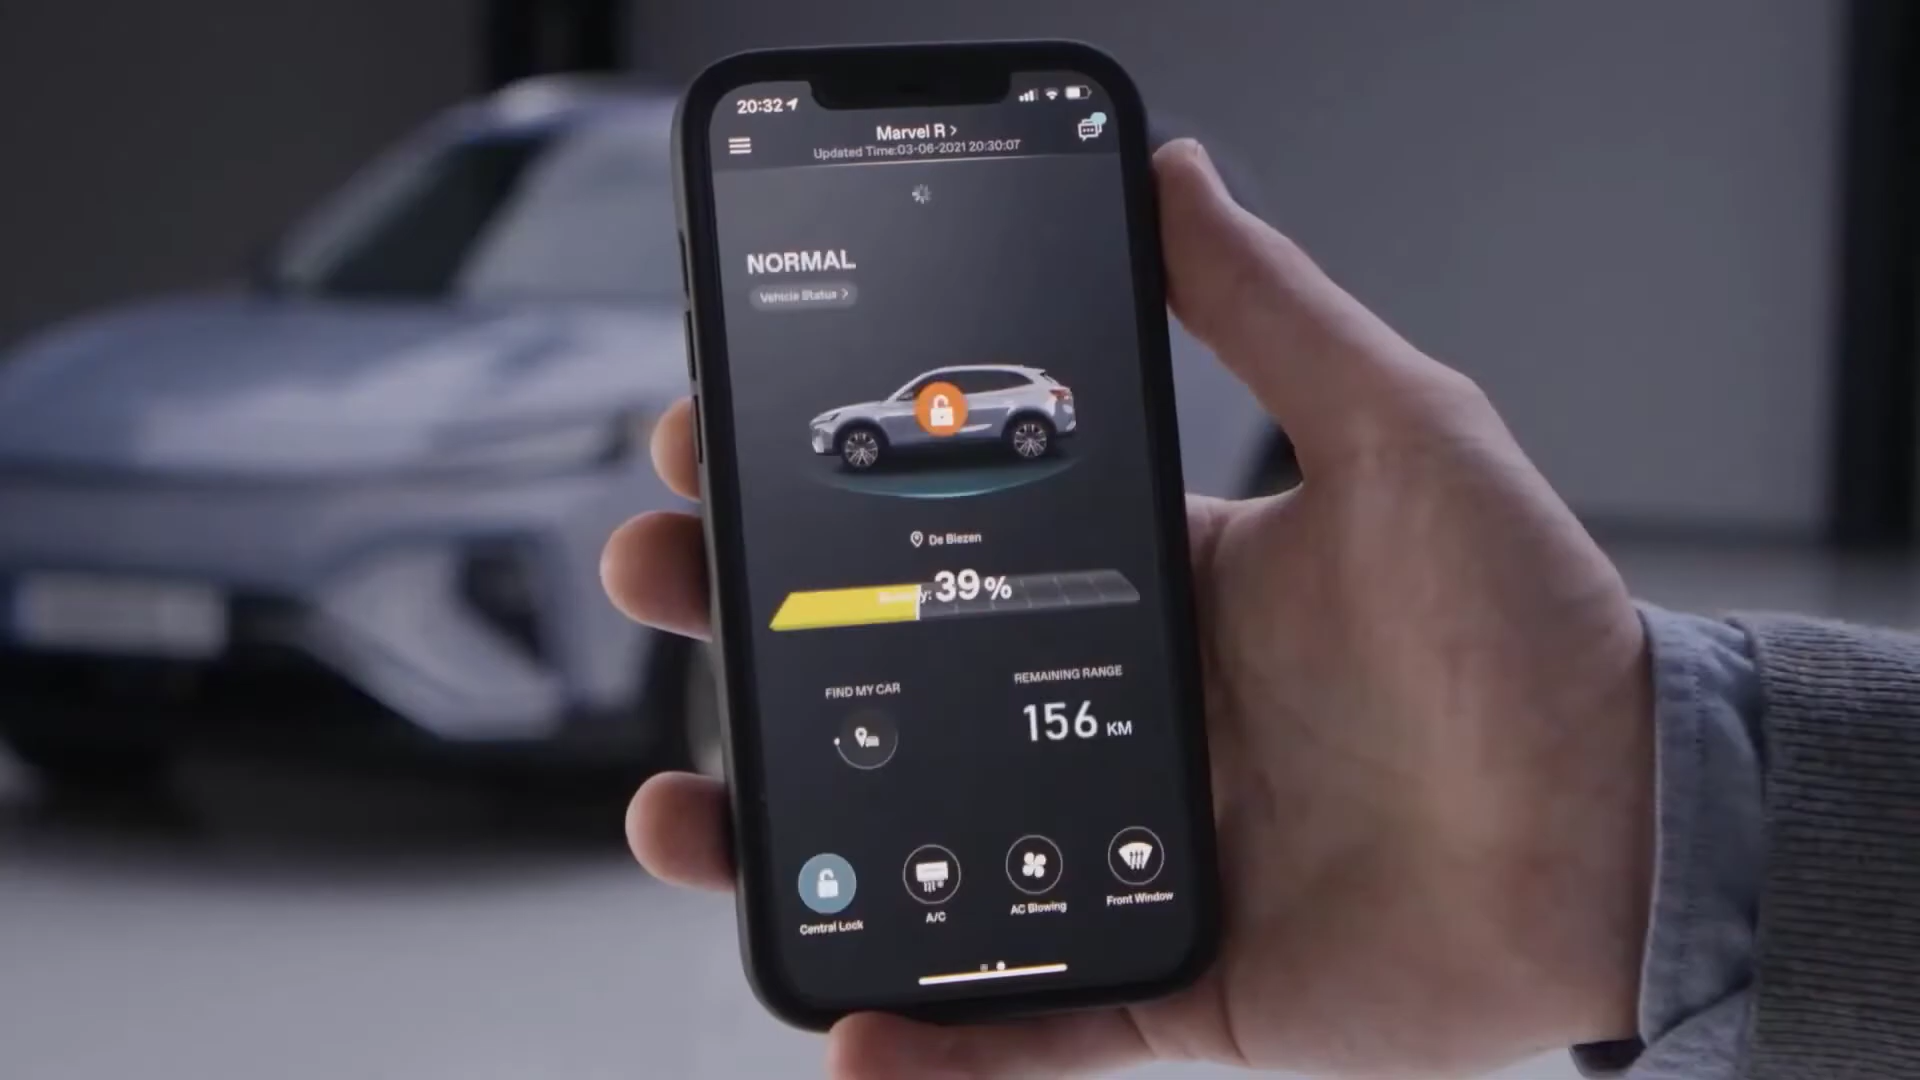 20:32
Marvel R >
Updated Time:03-06-2021 20:30:07
NORMAL
Vehicle Status >
De Biezen
39%
FIND MY CAR
REMAINING RANGE
156 KM
Central Lock
A/C
AC Blowing
Front Window